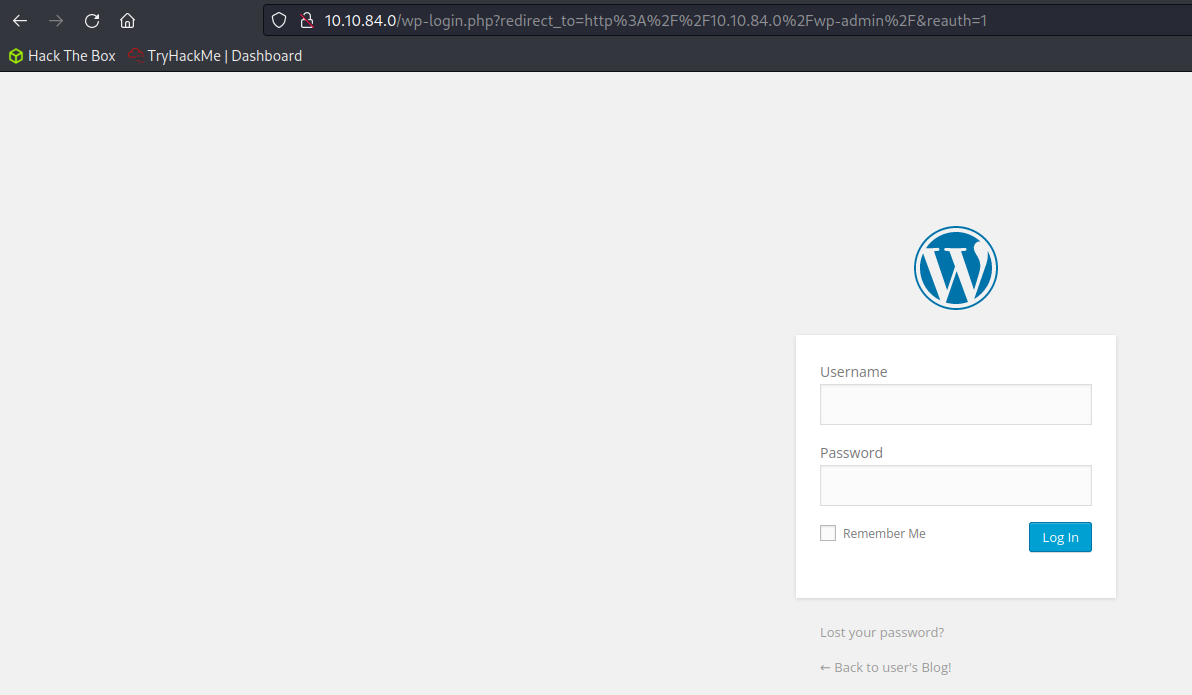 10.10.84.0/wp-login.php?redirect_to=http%3A%2F%2F10.10.84.0%2Fwp-admin%2F&reauth=1
Hack The Box TryHackMe | Dashboard
Username
Password
Remember Me Log In
Lost your password?
← Back to user's Blog!